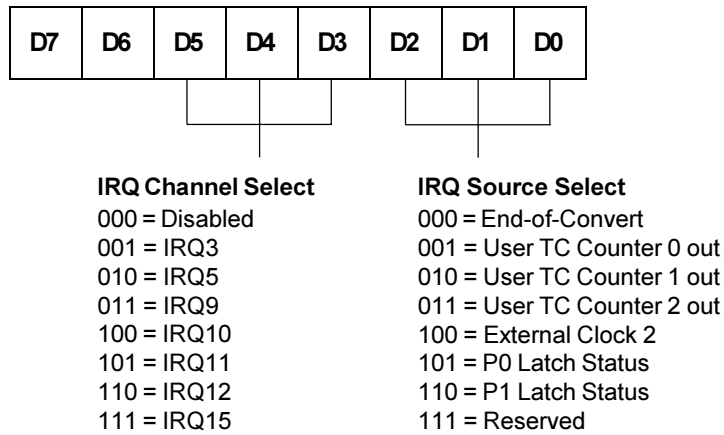 D7 D6 D5 D4 D3 D2 D1 D0
IRQ Channel Select
000 = Disabled
001 = IRQ3
010 = IRQ5
011 = IRQ9
100 = IRQ10
101 = IRQ11
110 = IRQ12
111 = IRQ15
IRQ Source Select
000 = End-of-Convert
001 = User TC Counter 0 out
010 = User TC Counter 1 out
011 = User TC Counter 2 out
100 = External Clock 2
101 = P0 Latch Status
110 = P1 Latch Status
111 = Reserved